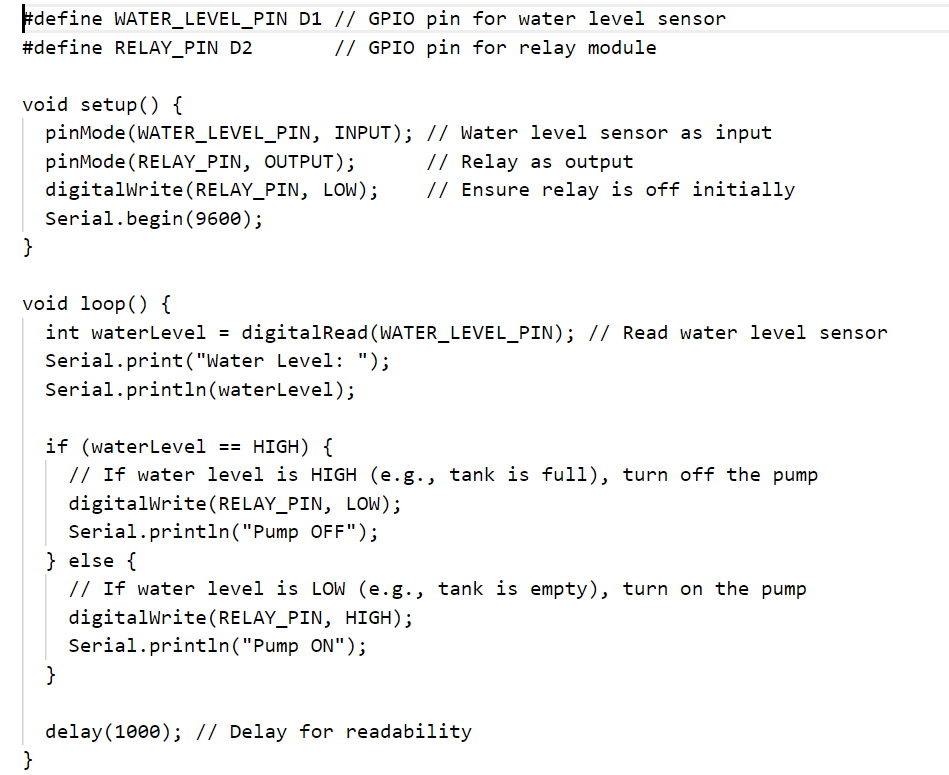 #define WATER_LEVEL_PIN D1 // GPIO pin for water level sensor
#define RELAY_PIN D2       // GPIO pin for relay module

void setup() {
  pinMode(WATER_LEVEL_PIN, INPUT); // Water level sensor as input
  pinMode(RELAY_PIN, OUTPUT);      // Relay as output
  digitalWrite(RELAY_PIN, LOW);    // Ensure relay is off initially
  Serial.begin(9600);
}

void loop() {
  int waterLevel = digitalRead(WATER_LEVEL_PIN); // Read water level sensor
  Serial.print("Water Level: ");
  Serial.println(waterLevel);

  if (waterLevel == HIGH) {
    // If water level is HIGH (e.g., tank is full), turn off the pump
    digitalWrite(RELAY_PIN, LOW);
    Serial.println("Pump OFF");
  } else {
    // If water level is LOW (e.g., tank is empty), turn on the pump
    digitalWrite(RELAY_PIN, HIGH);
    Serial.println("Pump ON");
  }

  delay(1000); // Delay for readability
}